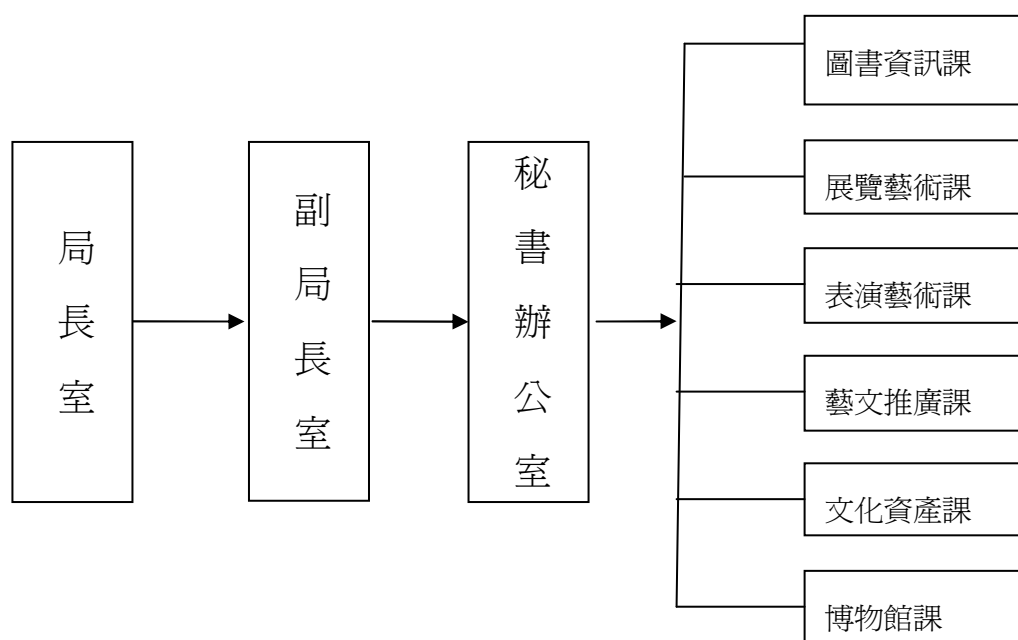 局長室
副局長室
秘書辦公室
圖書資訊課
展覽藝術課
表演藝術課
藝文推廣課
文化資產課
博物館課